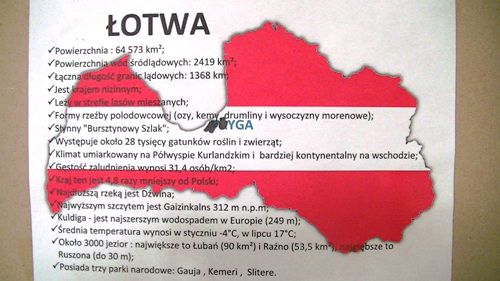 ŁOTWA
✓Powierzchnia : 64 573 km²;
✓Powierzchnia wód śródlądowych: 2419 km²;
✓Łączna długość granic lądowych: 1368 km;
✓Jest krajem nizinnym;
✓Leży w strefie lasów mieszanych;
✓Formy rzeźby polodowcowej (ozy, kemy, drumliny i wysoczyzny morenowe);
✓Słynny "Bursztynowy Szlak";
YGA
✓Występuje około 28 tysięcy gatunków roślin i zwierząt;
✓Klimat umiarkowany na Półwyspie Kurlandzkim i bardziej kontynentalny na wschodzie;
✓Gęstość zaludnienia wynosi 31,4 osób/km2;
✓Kraj ten jest 4,8 razy mniejszy od Polski;
✓Najdłuższą rzeką jest Dźwina;
✓Najwyższym szczytem jest Gaizinkalns 312 m n.p.m;
✓Kuldiga - jest najszerszym wodospadem w Europie (249 m);
✓Średnia temperatura wynosi w styczniu -4°C, w lipcu 17°C;
✓Około 3000 jezior : największe to Łubań (90 km²) i Raźno (53,5 km²), najgłębsze to
Ruszona (do 30 m);
✓Posiada trzy parki narodowe: Gauja , Kemeri , Slitere.